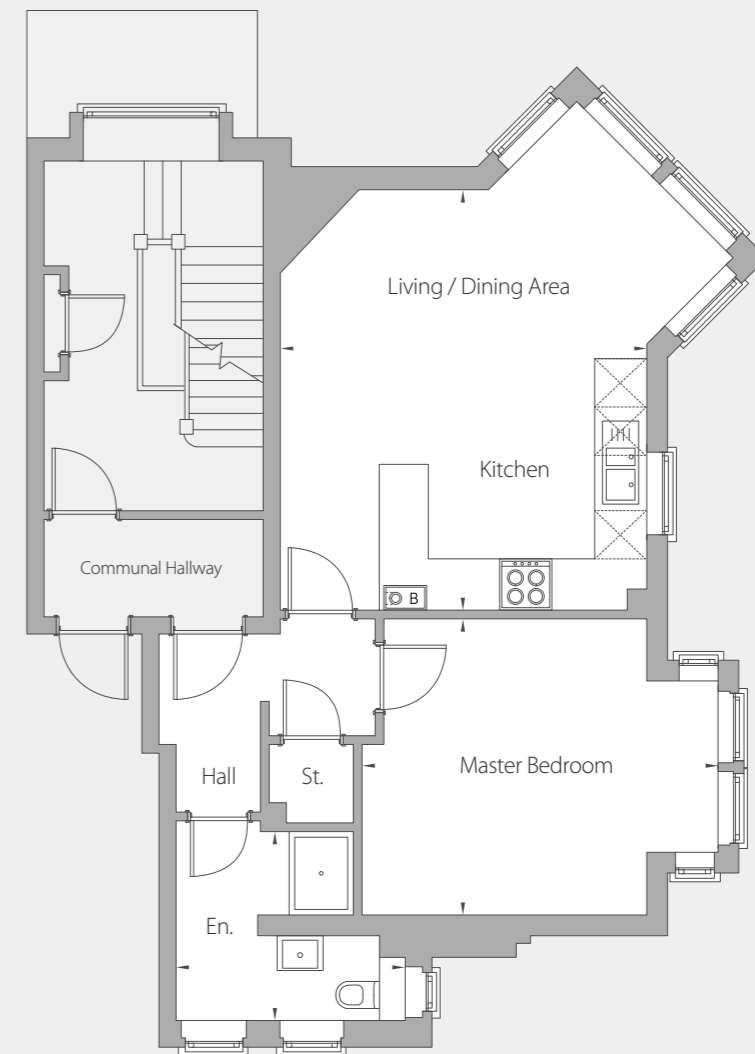 Living / Dining Area
Kitchen
Communal Hallway
B
Hall
St.
Master Bedroom
En.